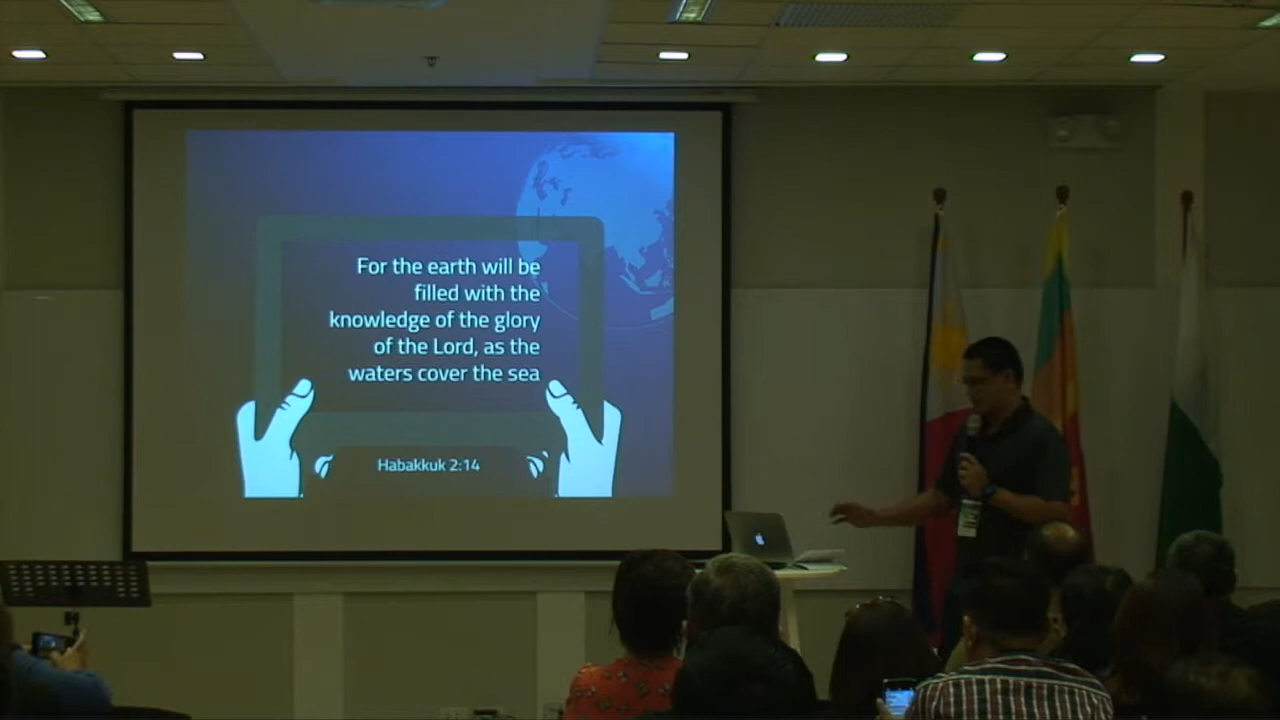 For the earth will be
filled with the
knowledge of the glory
of the Lord, as the
waters cover the sea
Habakkuk 2:14